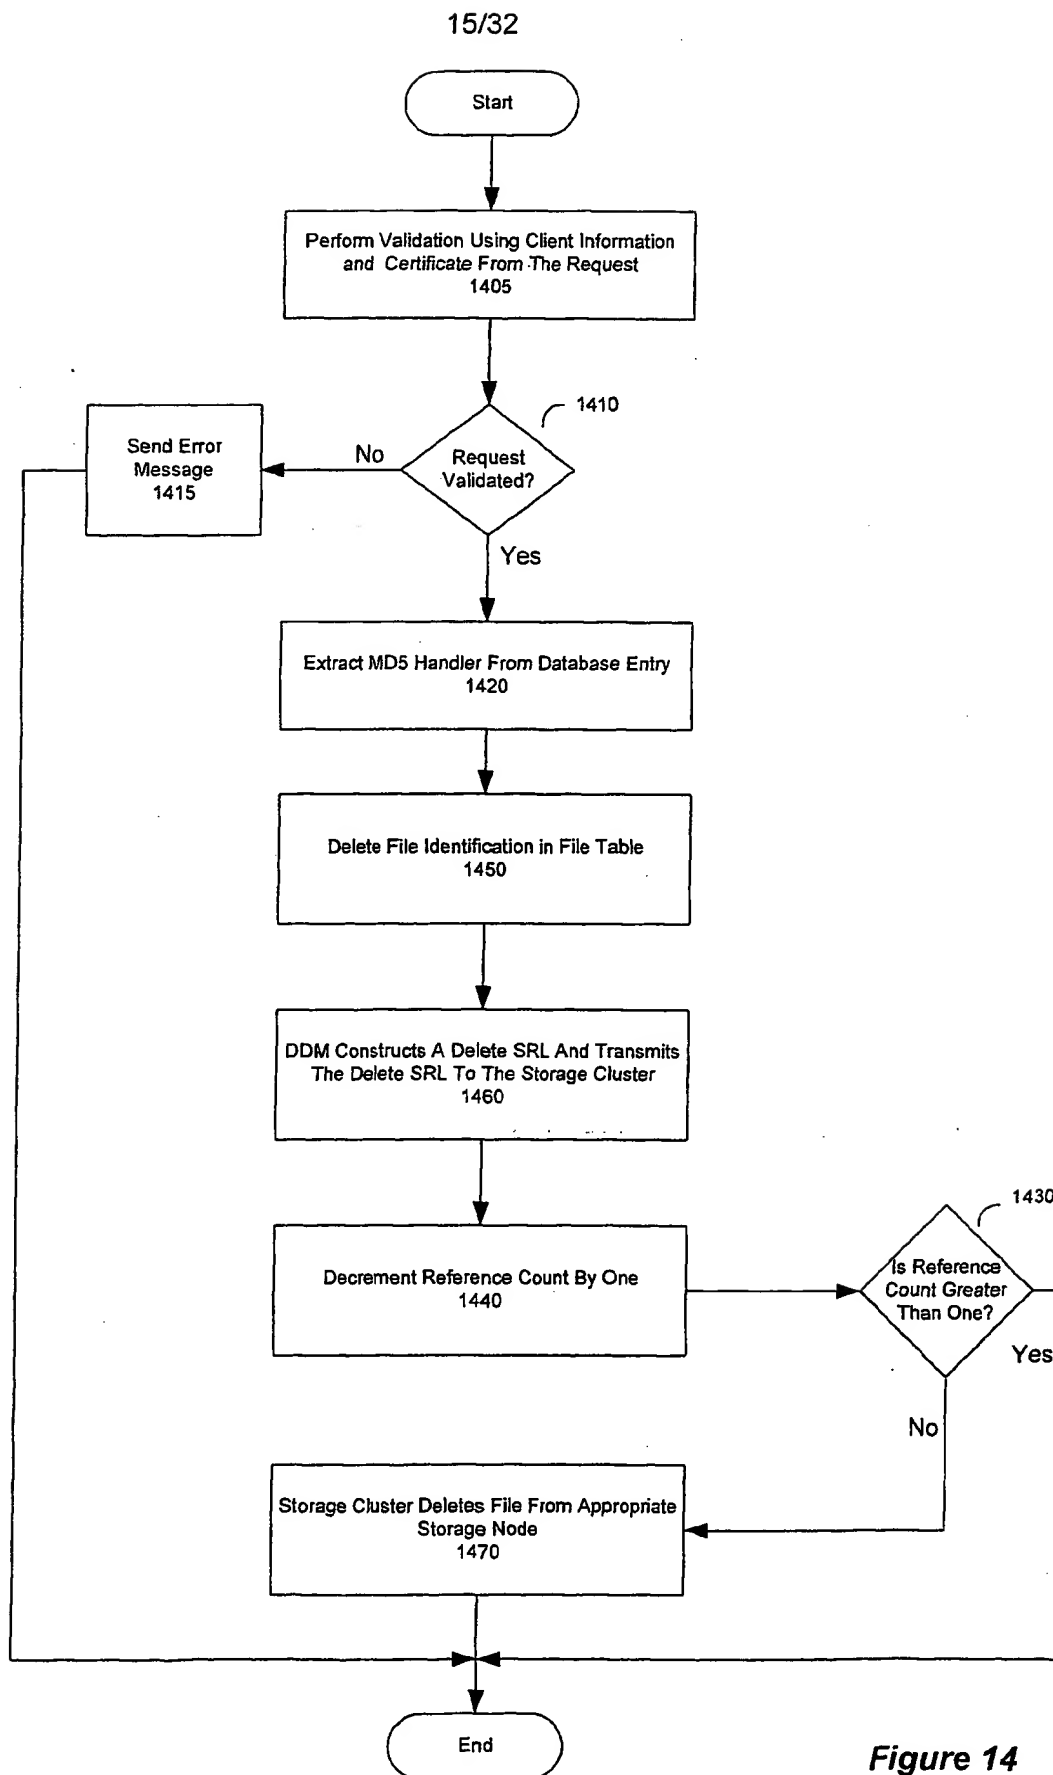 15/32
Start
Perform Validation Using Client Information
and Certificate From The Request
1405
1410
Request
Validated?
No
Send Error
Message
1415
Yes
Extract MD5 Handler From Database Entry
1420
Delete File Identification in File Table
1450
DDM Constructs A Delete SRL And Transmits
The Delete SRL To The Storage Cluster
1460
1430
Decrement Reference Count By One
1440
Is Reference
Count Greater
Than One?
Yes
No
Storage Cluster Deletes File From Appropriate
Storage Node
1470
End
Figure 14